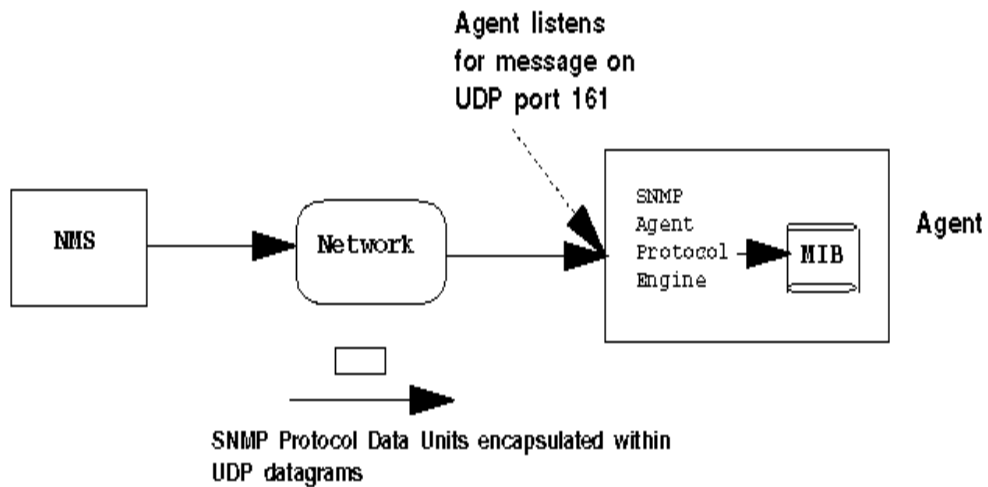 Agent listens
for message on
UDP port 161
NMS
Network
SNMP
Agent
Protocol
Engine
MIB
Agent
SNMP Protocol Data Units encapsulated within
UDP datagrams